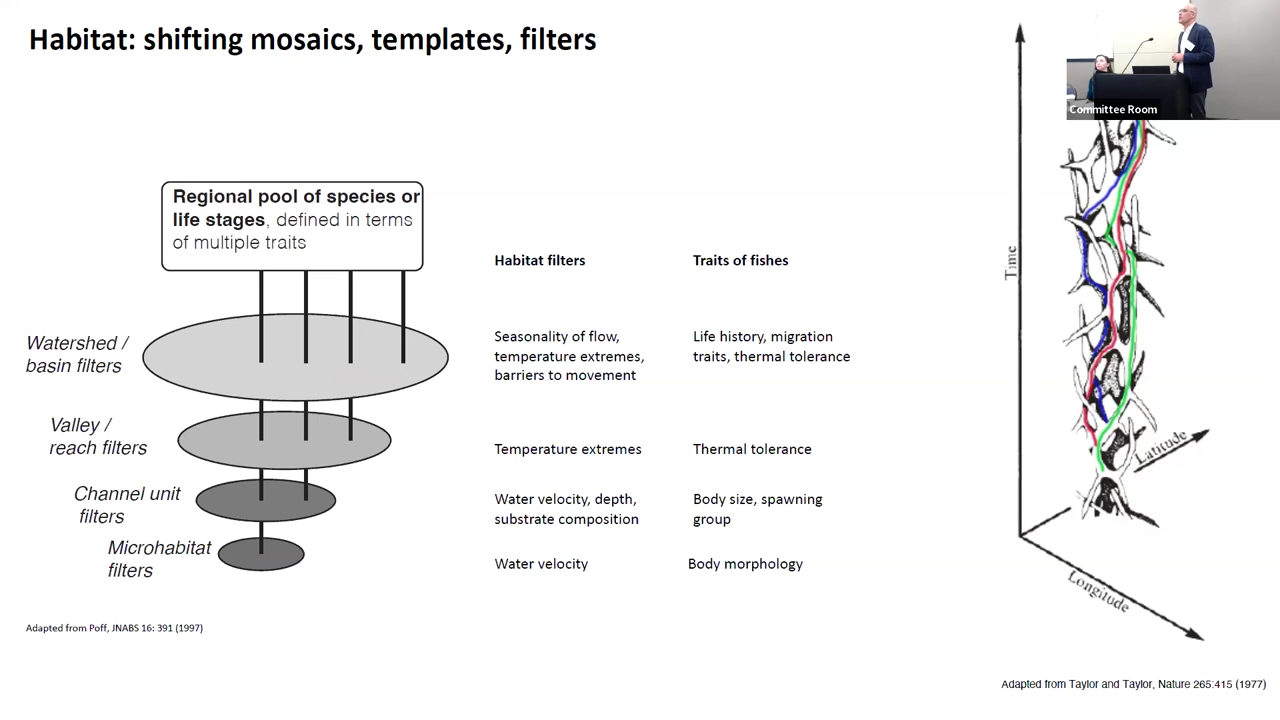 Habitat: shifting mosaics, templates, filters
Committee Room
Regional pool of species or
life stages, defined in terms
of multiple traits
Habitat filters
Traits of fishes
Watershed /
basin filters
Seasonality of flow,
temperature extremes,
barriers to movement
Life history, migration
traits, thermal tolerance
Valley /
reach filters
Temperature extremes
Thermal tolerance
Channel unit
filters
Water velocity, depth,
substrate composition
Body size, spawning
group
Microhabitat
filters
Water velocity
Body morphology
Adapted from Poff, JNABS 16: 391 (1997)
Time
Latitude
Longitude
Adapted from Taylor and Taylor, Nature 265:415 (1977)